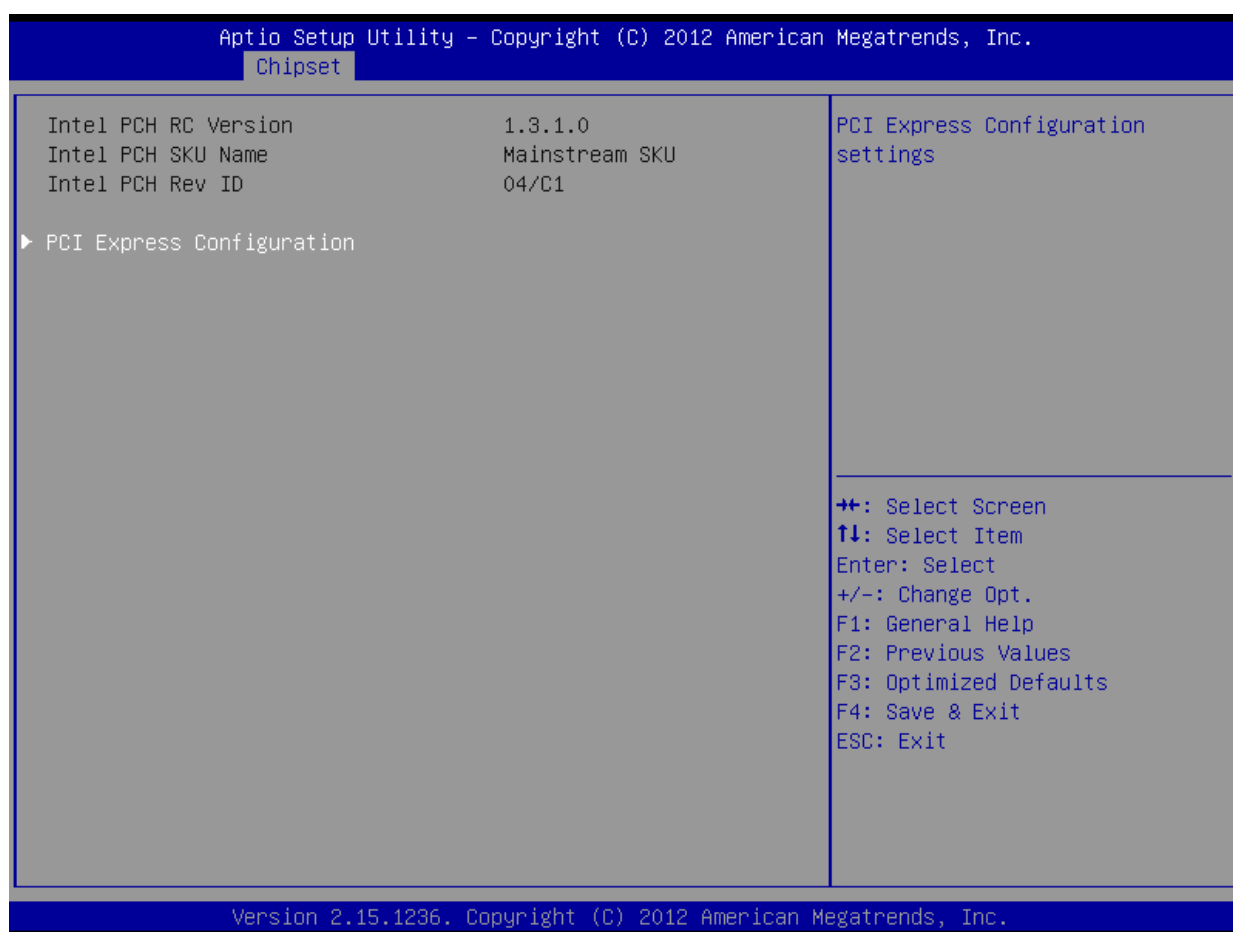 Aptio Setup Utility – Copyright (C) 2012 American Megatrends, Inc.
Chipset
Intel PCH RC Version 1.3.1.0
Intel PCH SKU Name Mainstream SKU
Intel PCH Rev ID 04/C1
▶ PCI Express Configuration
PCI Express Configuration
settings
→←: Select Screen
↑↓: Select Item
Enter: Select
+/-: Change Opt.
F1: General Help
F2: Previous Values
F3: Optimized Defaults
F4: Save & Exit
ESC: Exit
Version 2.15.1236. Copyright (C) 2012 American Megatrends, Inc.